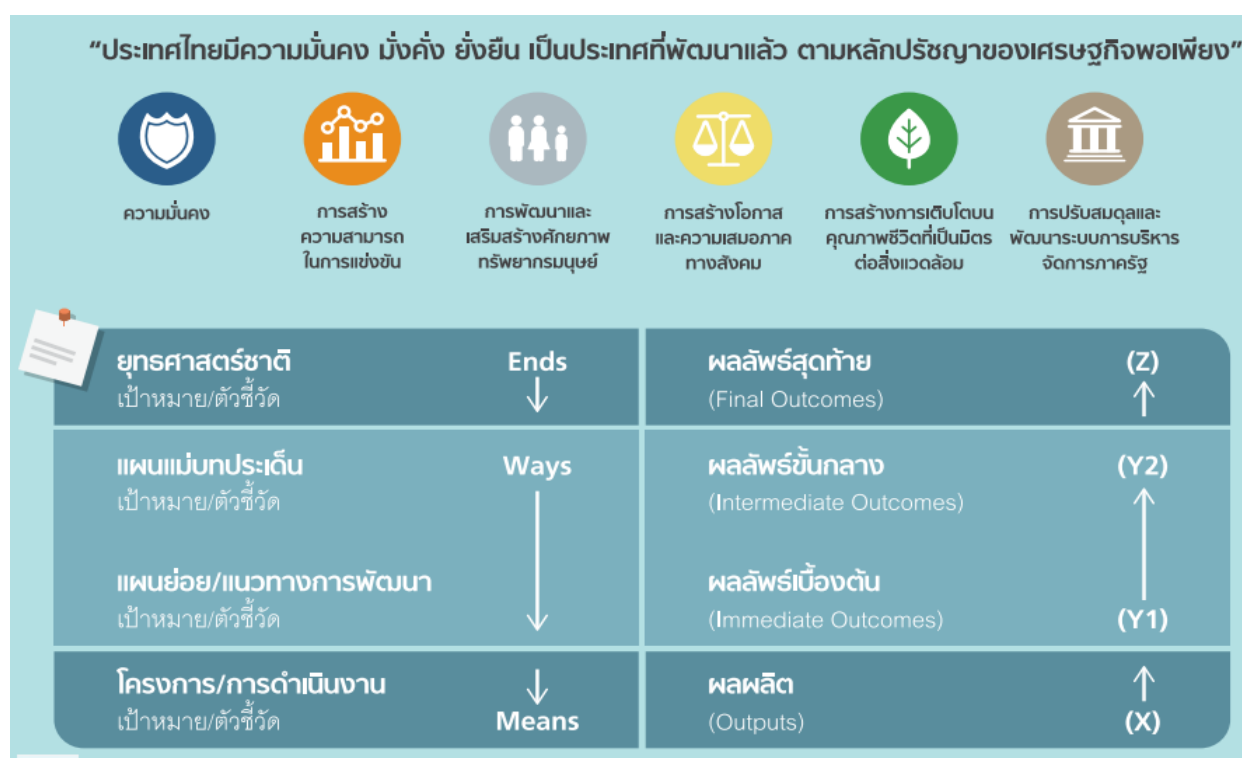 “ประเทศไทยมีความมั่นคง มั่งคั่ง ยั่งยืน เป็นประเทศที่พัฒนาแล้ว ตามหลักปรัชญาของเศรษฐกิจพอเพียง”
ความมั่นคง
การสร้าง
ความสามารถ
ในการแข่งขัน
การพัฒนาและ
เสริมสร้างศักยภาพ
ทรัพยากรมนุษย์
การสร้างโอกาส
และความเสมอภาค
ทางสังคม
การสร้างการเติบโตบน
คุณภาพชีวิตที่เป็นมิตร
ต่อสิ่งแวดล้อม
การปรับสมดุลและ
พัฒนาระบบการบริหาร
จัดการภาครัฐ
ยุทธศาสตร์ชาติ Ends
เป้าหมาย/ตัวชี้วัด
ผลลัพธ์สุดท้าย (Z)
(Final Outcomes)
แผนแม่บทประเด็น Ways
เป้าหมาย/ตัวชี้วัด
ผลลัพธ์ขั้นกลาง (Y2)
(Intermediate Outcomes)
แผนย่อย/แนวทางการพัฒนา
เป้าหมาย/ตัวชี้วัด
ผลลัพธ์เบื้องต้น
(Immediate Outcomes) (Y1)
โครงการ/การดำเนินงาน
เป้าหมาย/ตัวชี้วัด Means
ผลผลิต
(Outputs) (X)